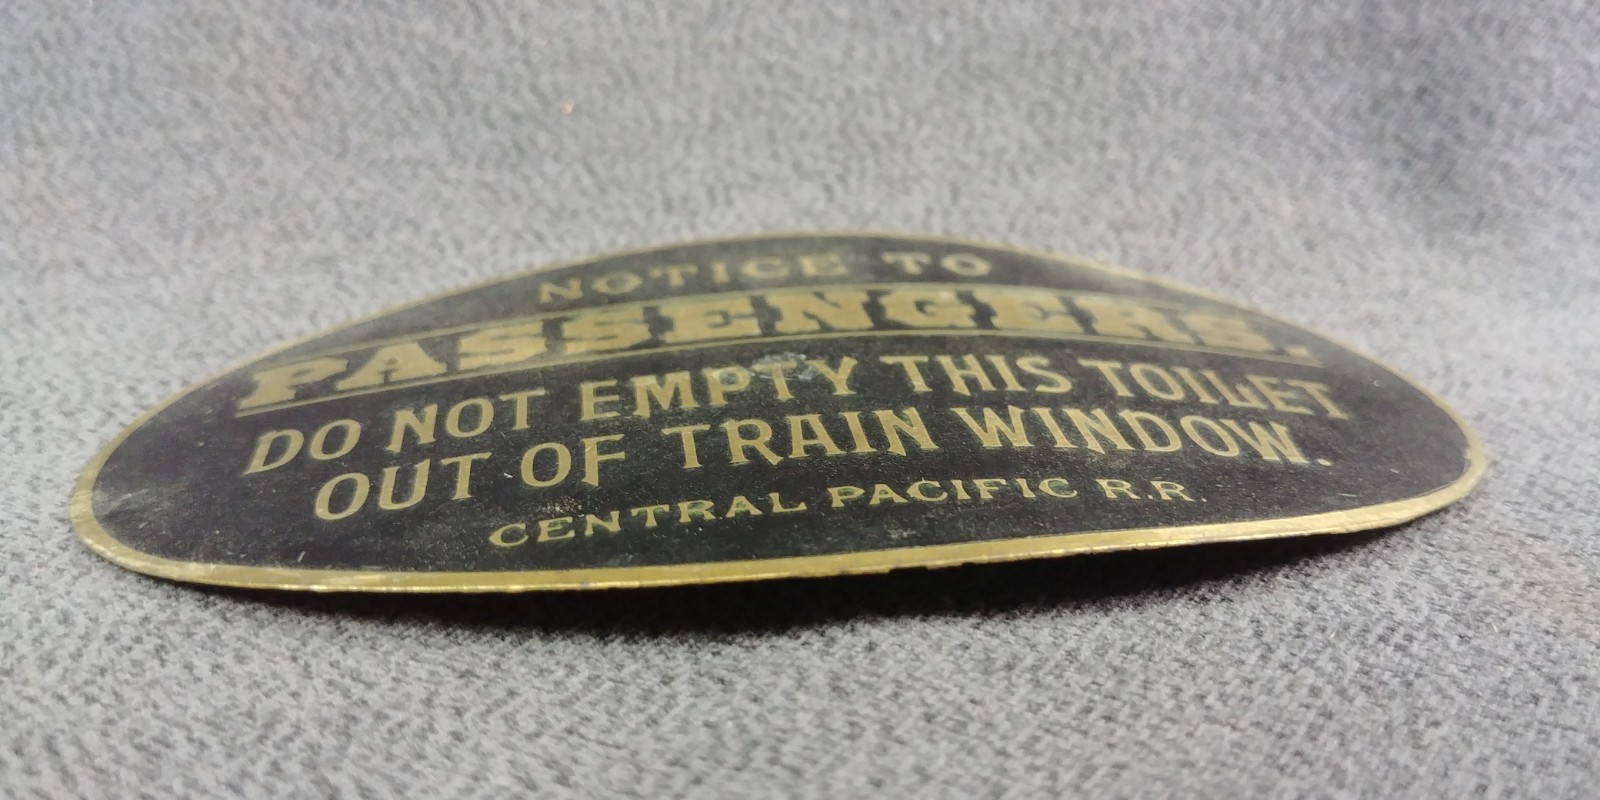 NOTICE TO
PASSENGERS.
DO NOT EMPTY THIS TOILET
OUT OF TRAIN WINDOW.
CENTRAL PACIFIC R.R.